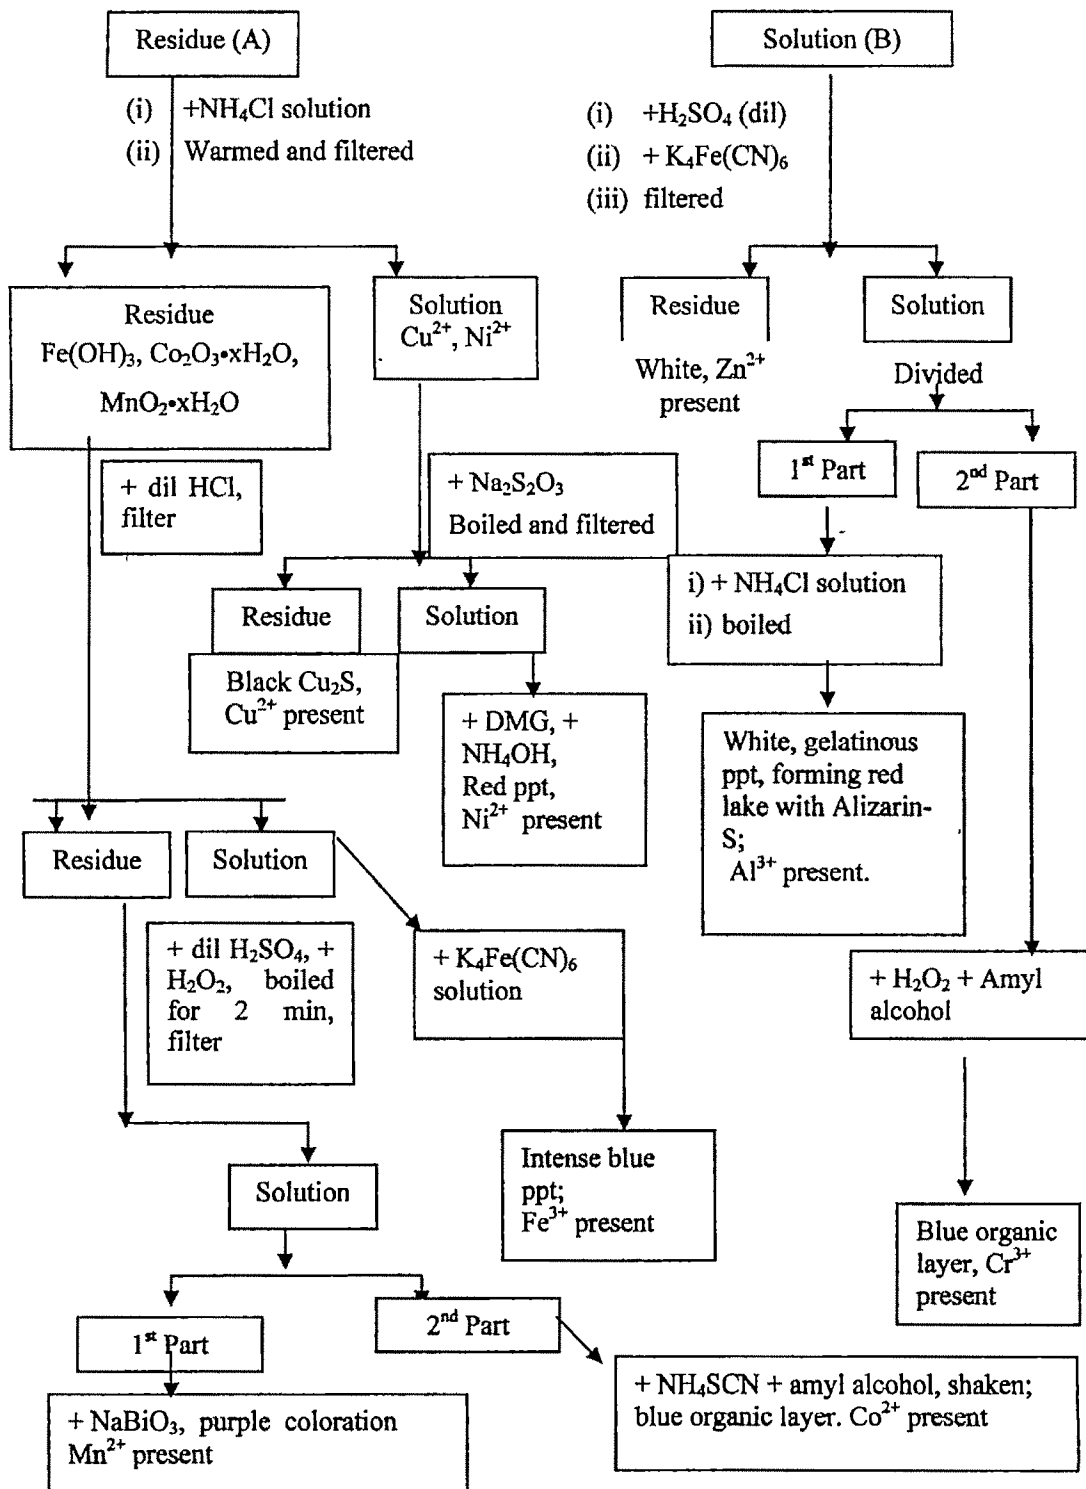 Residue (A)
Solution (B)
(i) +NH₄Cl solution
(ii) Warmed and filtered
(i) +H₂SO₄ (dil)
(ii) + K₄Fe(CN)₆
(iii) filtered
Residue
Fe(OH)₃, Co₂O₃•xH₂O,
MnO₂•xH₂O
Solution
Cu²⁺, Ni²⁺
Residue
White, Zn²⁺
present
Solution
Divided
1ˢᵗ Part
2ⁿᵈ Part
+ dil HCl,
filter
+ Na₂S₂O₃
Boiled and filtered
i) + NH₄Cl solution
ii) boiled
Residue
Solution
Black Cu₂S,
Cu²⁺ present
+ DMG, +
NH₄OH,
Red ppt,
Ni²⁺ present
White, gelatinous
ppt, forming red
lake with Alizarin-
S;
Al³⁺ present.
Residue
Solution
+ dil H₂SO₄, +
H₂O₂, boiled
for 2 min,
filter
+ K₄Fe(CN)₆
solution
+ H₂O₂ + Amyl
alcohol
Solution
Intense blue
ppt;
Fe³⁺ present
Blue organic
layer, Cr³⁺
present
1ˢᵗ Part
2ⁿᵈ Part
+ NaBiO₃, purple coloration
Mn²⁺ present
+ NH₄SCN + amyl alcohol, shaken;
blue organic layer. Co²⁺ present